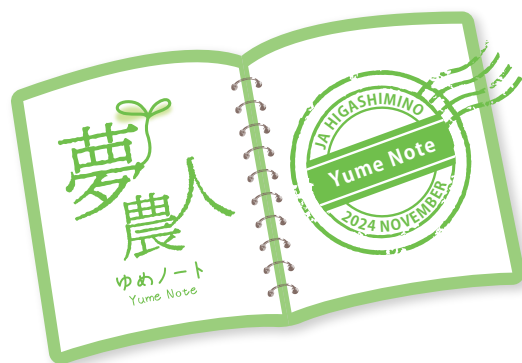 夢
農
人
ゆめノート
Yume Note
JA HIGASHIMINO
Yume Note
2024 NOVEMBER